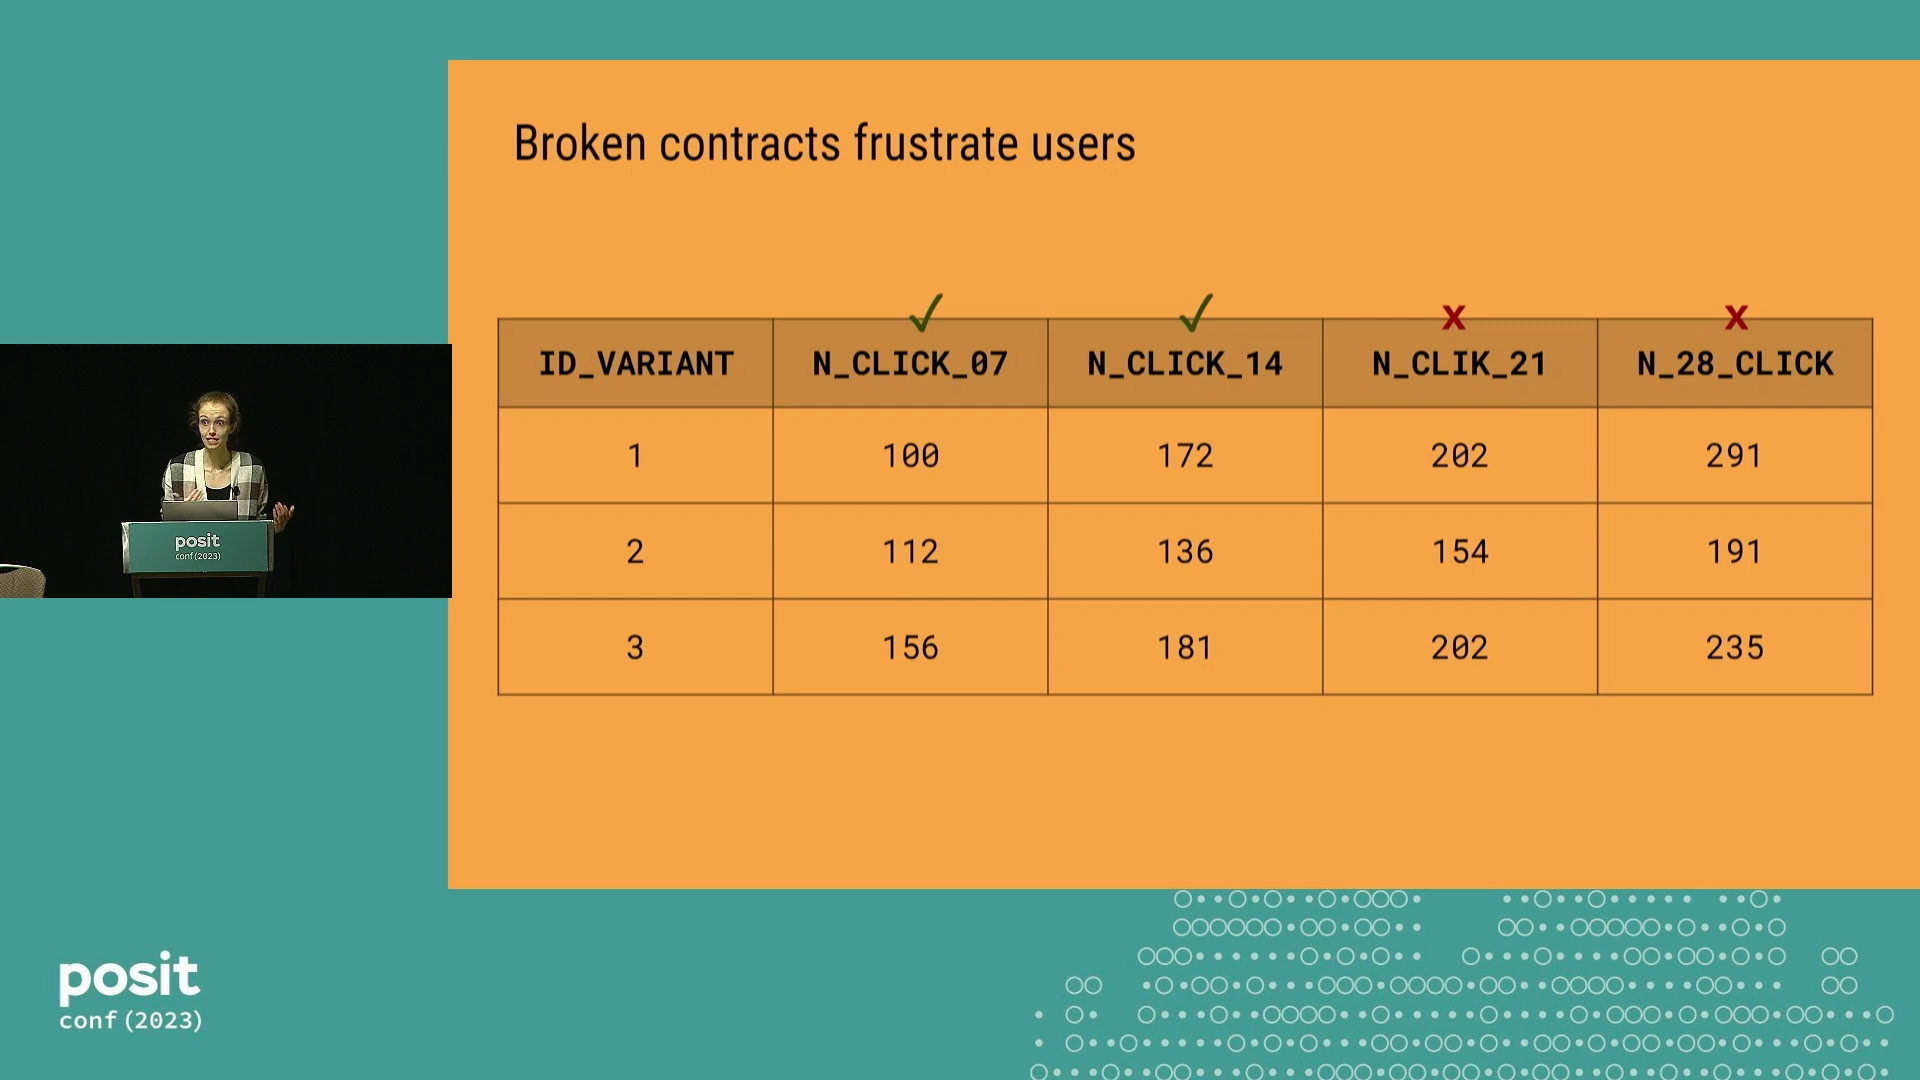 Broken contracts frustrate users
✓ ✓ x x
ID_VARIANT N_CLICK_07 N_CLICK_14 N_CLIK_21 N_28_CLICK
1 100 172 202 291
2 112 136 154 191
3 156 181 202 235
posit
conf(2023)
posit
conf(2023)